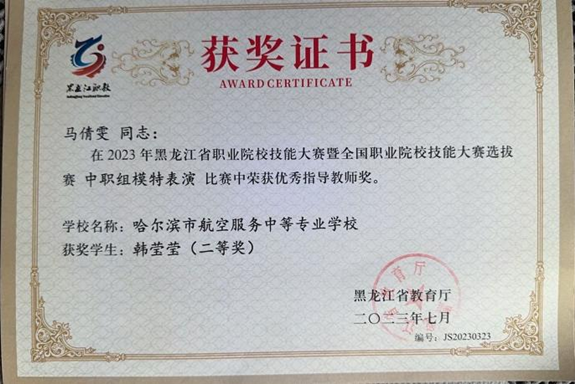 获奖证书
AWARD CERTIFICATE
黑龙江职教
马倩雯 同志：
在2023年黑龙江省职业院校技能大赛暨全国职业院校技能大赛选拔
赛 中职组模特表演 比赛中荣获优秀指导教师奖。
学校名称：哈尔滨市航空服务中等专业学校
获奖学生：韩莹莹（二等奖）
黑龙江省教育厅
二〇二三年七月
编号：JS20230323